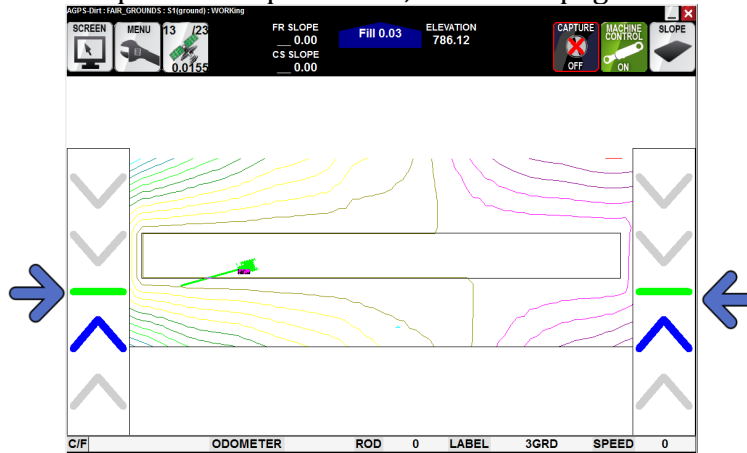 AGPS-Dirt : FAIR_GROUNDS : S1(ground) : WORKing
SCREEN
MENU
13 /23
0.0155
FR SLOPE
__ 0.00
CS SLOPE
__ 0.00
Fill 0.03
ELEVATION
786.12
CAPTURE
OFF
MACHINE
CONTROL
ON
SLOPE
C/F ODOMETER ROD 0 LABEL 3GRD SPEED 0